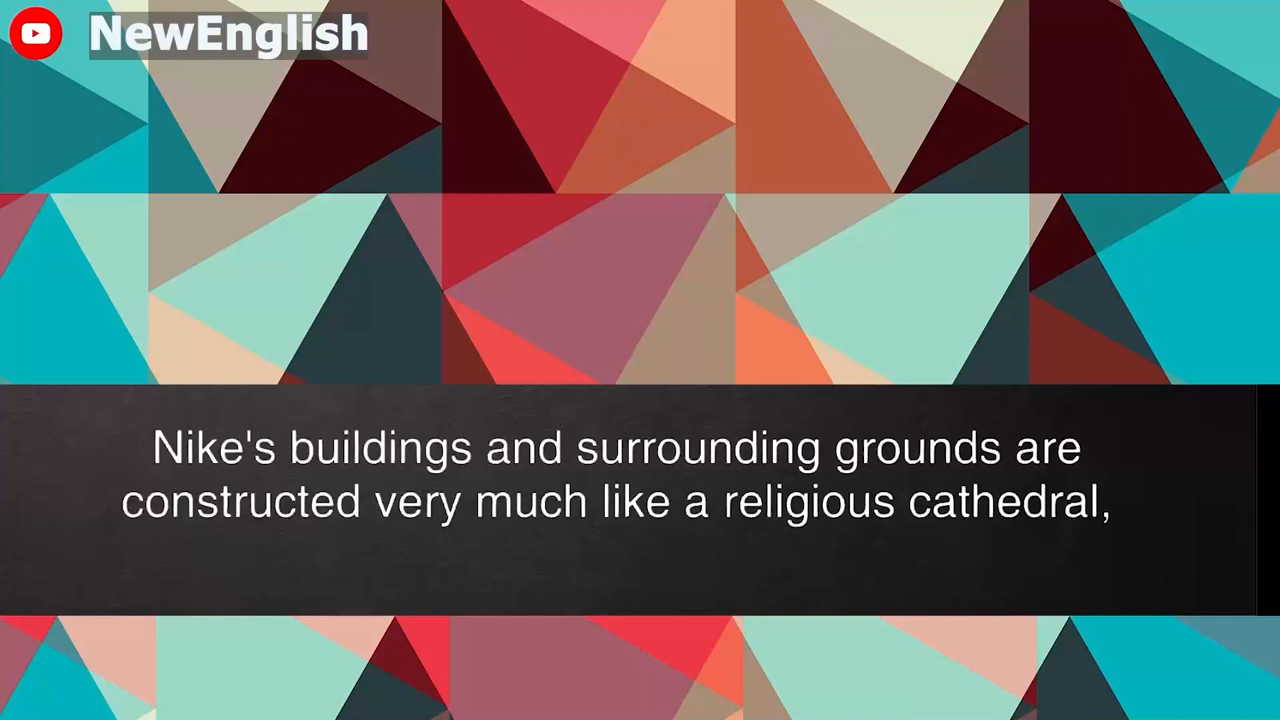 NewEnglish
Nike's buildings and surrounding grounds are
constructed very much like a religious cathedral,